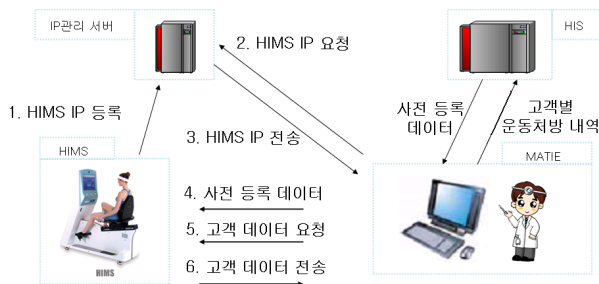 IP관리 서버
2. HIMS IP 요청
HIS
1. HIMS IP 등록
사전 등록
데이터
고객별
운동처방 내역
3. HIMS IP 전송
HIMS
MATIE
4. 사전 등록 데이터
5. 고객 데이터 요청
6. 고객 데이터 전송
HIMS